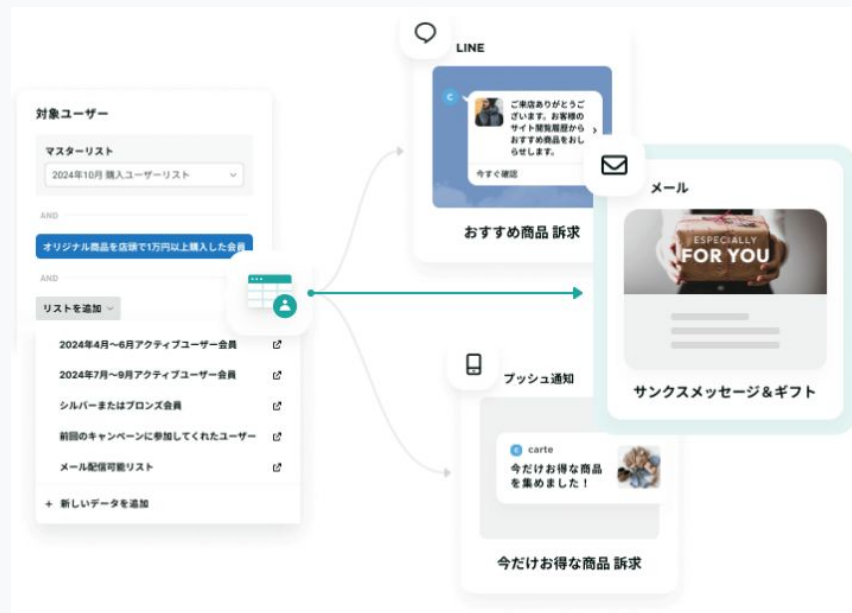 対象ユーザー
マスターリスト
2024年10月 購入ユーザーリスト
AND
オリジナル商品を店頭で1万円以上購入した会員
AND
リストを追加
2024年4月〜6月アクティブユーザー会員
2024年7月〜9月アクティブユーザー会員
シルバーまたはブロンズ会員
前回のキャンペーンに参加してくれたユーザー
メール配信可能リスト
+ 新しいデータを追加
LINE
c
ご来店ありがとうご
ざいます。お客様の
サイト閲覧履歴から
おすすめ商品をおし
らせします。
今すぐ確認
おすすめ商品 訴求
メール
ESPECIALLY
FOR YOU
サンクスメッセージ&ギフト
プッシュ通知
c carte
今だけお得な商品
を集めました！
今だけお得な商品 訴求